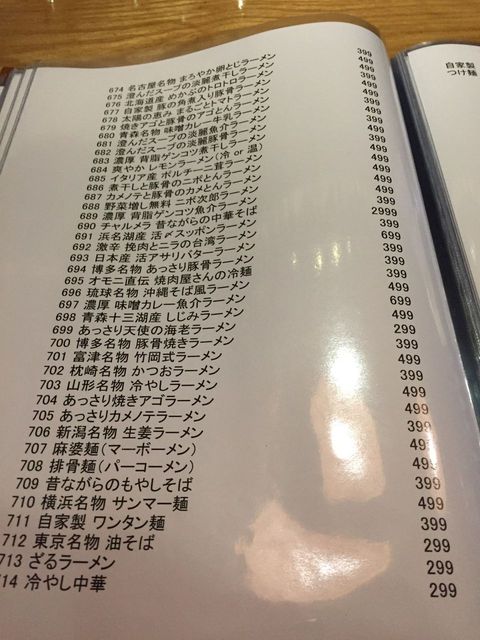 674 名古屋名物 まろやか卵とじラーメン
675 澄んだスープの淡麗煮干しラーメン
676 北海道産 めかぶのトロトロラーメン
677 自家製 豚の角煮入り豚骨ラーメン
678 太陽の恵み まるごとトマトラーメン
679 焼きアゴと豚骨のアゴとんラーメン
680 青森名物 味噌カレー牛乳ラーメン
681 澄んだスープの淡麗魚介ラーメン
682 澄んだスープの淡麗豚骨ラーメン
683 濃厚 背脂ゲンコツ煮干しラーメン
684 爽やか レモンラーメン(冷 or 温)
685 イタリア産 ポルチーニ茸ラーメン
686 煮干しと豚骨のニボとんラーメン
687 カメノテと豚骨のカメとんラーメン
688 野菜増し無料 ニボ次郎ラーメン
689 濃厚 背脂ゲンコツ魚介ラーメン
690 チャルメラ 昔ながらの中華そば
691 浜名湖産 活〆スッポンラーメン
692 激辛 挽肉とニラの台湾ラーメン
693 日本産 活アサリバターラーメン
694 博多名物 あっさり豚骨ラーメン
695 オモニ直伝 焼肉屋さんの冷麺
696 琉球名物 沖縄そば風ラーメン
697 濃厚 味噌カレー魚介ラーメン
698 青森十三湖産 しじみラーメン
699 あっさり天使の海老ラーメン
700 博多名物 豚骨焼きラーメン
701 富津名物 竹岡式ラーメン
702 枕崎名物 かつおラーメン
703 山形名物 冷やしラーメン
704 あっさり焼きアゴラーメン
705 あっさりカメノテラーメン
706 新潟名物 生姜ラーメン
707 麻婆麺(マーボーメン)
708 排骨麺(パーコーメン)
709 昔ながらのもやしそば
710 横浜名物 サンマー麺
711 自家製 ワンタン麺
712 東京名物 油そば
713 ざるラーメン
14 冷やし中華
399
499
499
399
499
499
499
399
399
499
499
499
399
2999
399
699
399
399
499
399
499
699
499
299
399
499
399
499
499
399
499
499
399
499
399
299
299
299
自家製
つけ麺